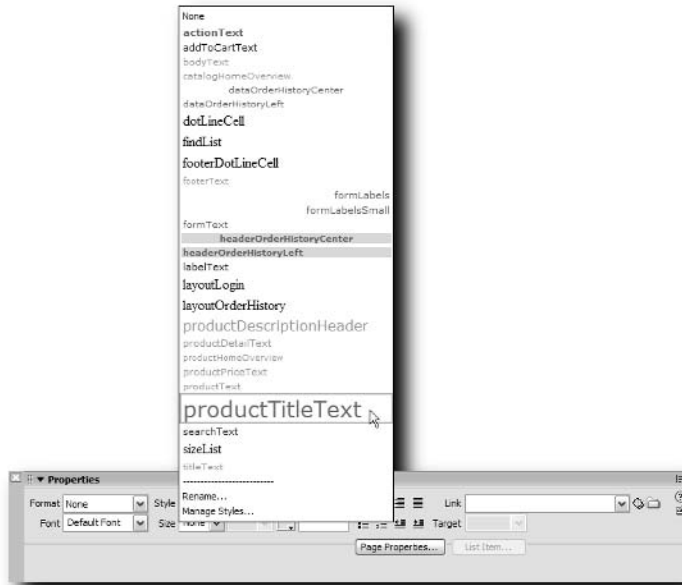 None
actionText
addToCartText
bodyText
catalogHomeOverview
dataOrderHistoryCenter
dataOrderHistoryLeft
dotLineCell
findList
footerDotLineCell
footerText
formLabels
formLabelsSmall
formText
headerOrderHistoryCenter
headerOrderHistoryLeft
labelText
layoutLogin
layoutOrderHistory
productDescriptionHeader
productDetailText
productHomeOverview
productPriceText
productText
productTitleText
searchText
sizeList
titleText
--------------------------
Rename...
Manage Styles...
Properties
Format None Style Link
Font Default Font Size None Target
Page Properties... List Item...